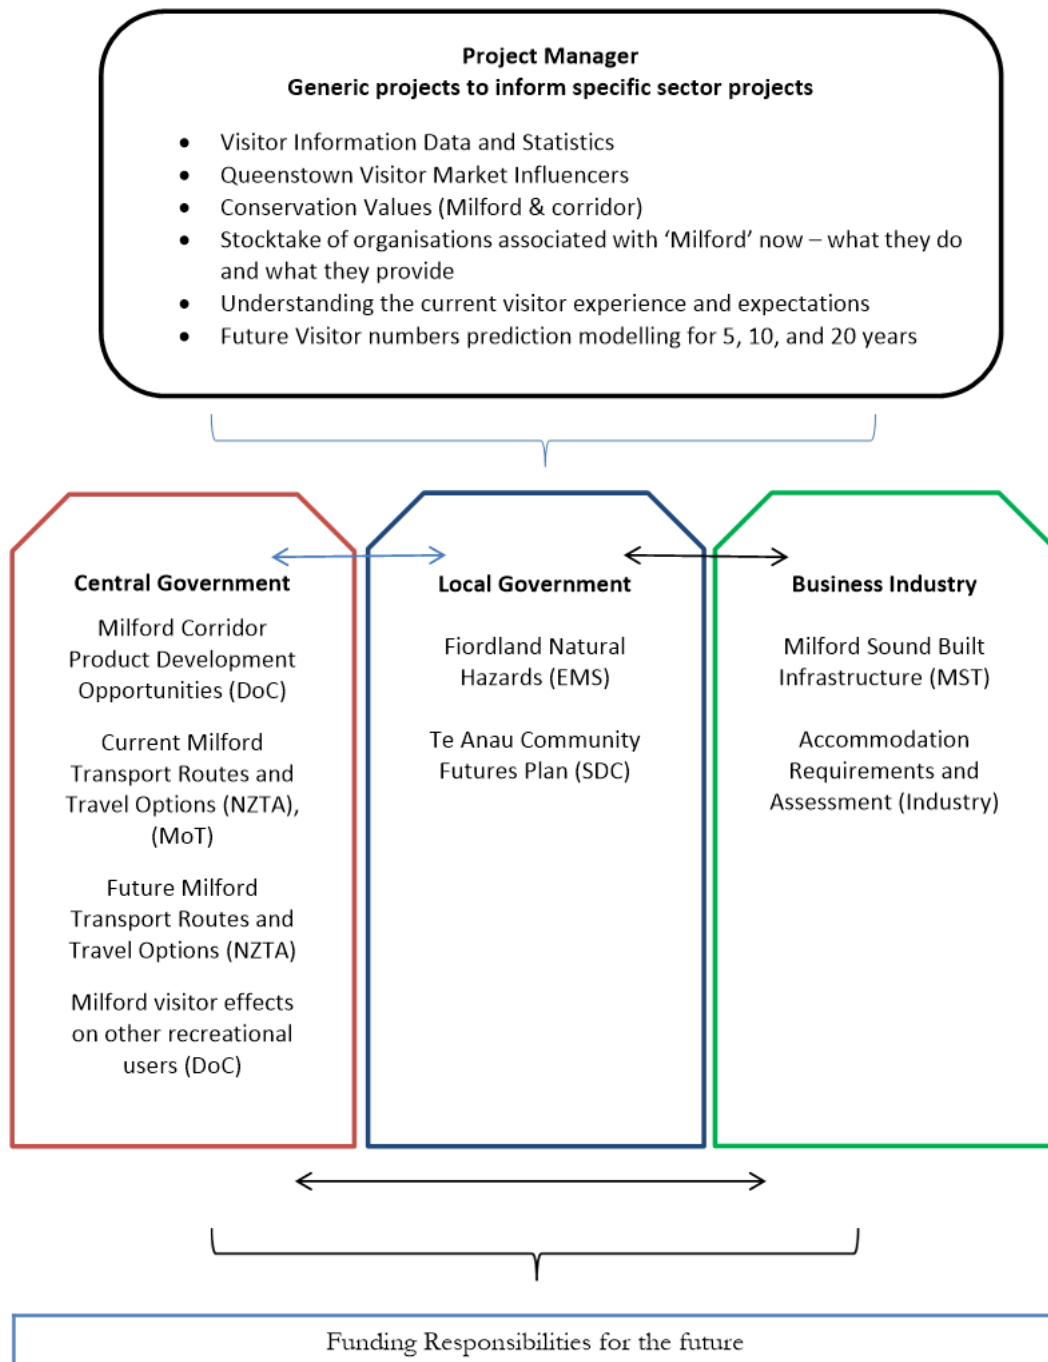 Project Manager
Generic projects to inform specific sector projects
• Visitor Information Data and Statistics
• Queenstown Visitor Market Influencers
• Conservation Values (Milford & corridor)
• Stocktake of organisations associated with ‘Milford’ now – what they do
and what they provide
• Understanding the current visitor experience and expectations
• Future Visitor numbers prediction modelling for 5, 10, and 20 years
Central Government
Milford Corridor
Product Development
Opportunities (DoC)
Current Milford
Transport Routes and
Travel Options (NZTA),
(MoT)
Future Milford
Transport Routes and
Travel Options (NZTA)
Milford visitor effects
on other recreational
users (DoC)
Local Government
Fiordland Natural
Hazards (EMS)
Te Anau Community
Futures Plan (SDC)
Business Industry
Milford Sound Built
Infrastructure (MST)
Accommodation
Requirements and
Assessment (Industry)
Funding Responsibilities for the future